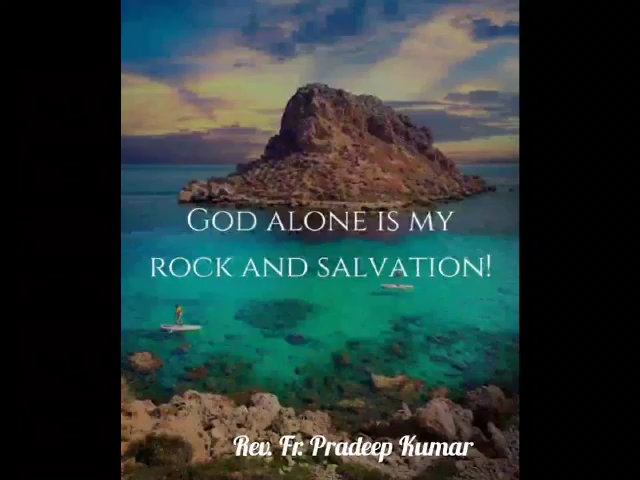 God alone is my
rock and salvation!
Rev. Fr. Pradeep Kumar